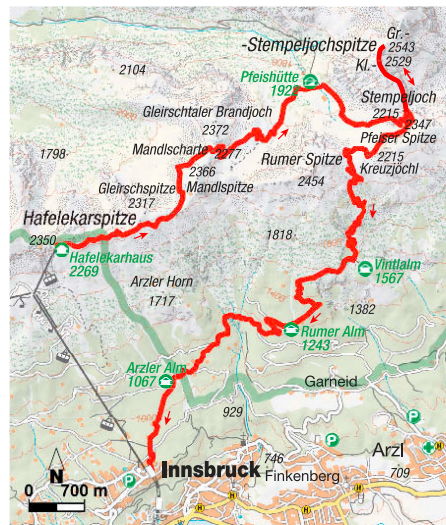 Gr.-
2543
-Stempeljochspitze
Kl.-
2529
2104
Pfeishütte
1922
Stempeljoch
2215
Gleirschtaler Brandjoch
2372
2347
Pfeiser Spitze
Mandlscharte
2277
1798
2366
Mandlspitze
Rumer Spitze
2454
2215
Kreuzjöchl
Gleirschspitze
2317
Hafelekarspitze
2350
Hafelekarhaus
2269
1818
Vintlalm
1567
Arzler Horn
1717
1382
Rumer Alm
1243
Arzler Alm
1067
Garneid
929
P
P
Arzl
N
P
Innsbruck
746
Finkenberg
709
0 700 m